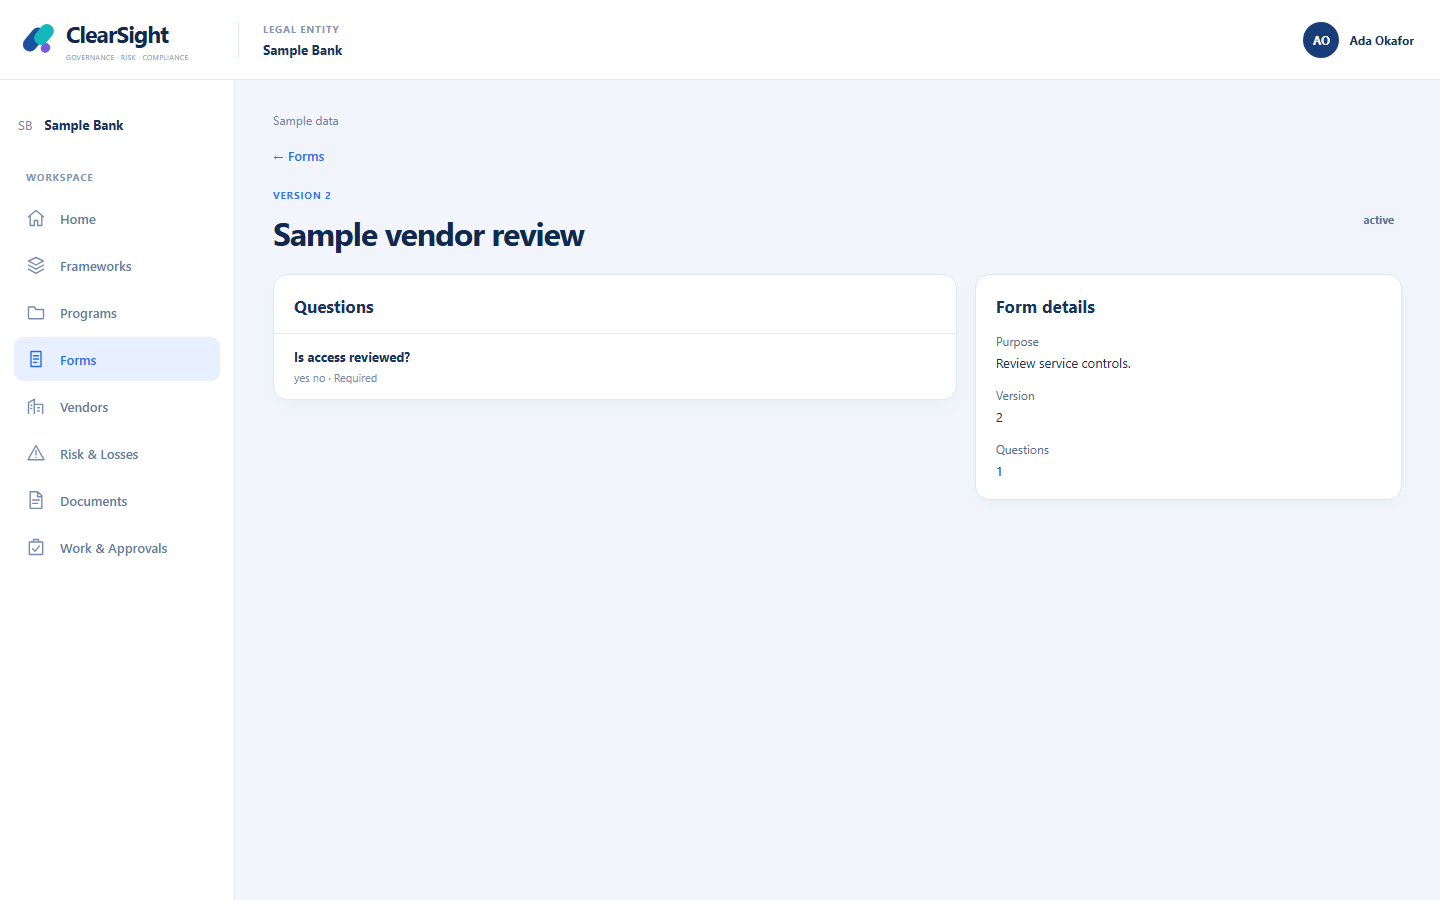 ClearSight
GOVERNANCE · RISK · COMPLIANCE
LEGAL ENTITY
Sample Bank
AO
Ada Okafor
SB
Sample Bank
WORKSPACE
Home
Frameworks
Programs
Forms
Vendors
Risk & Losses
Documents
Work & Approvals
Sample data
← Forms
VERSION 2
Sample vendor review
active
Questions
Is access reviewed?
yes no · Required
Form details
Purpose
Review service controls.
Version
2
Questions
1